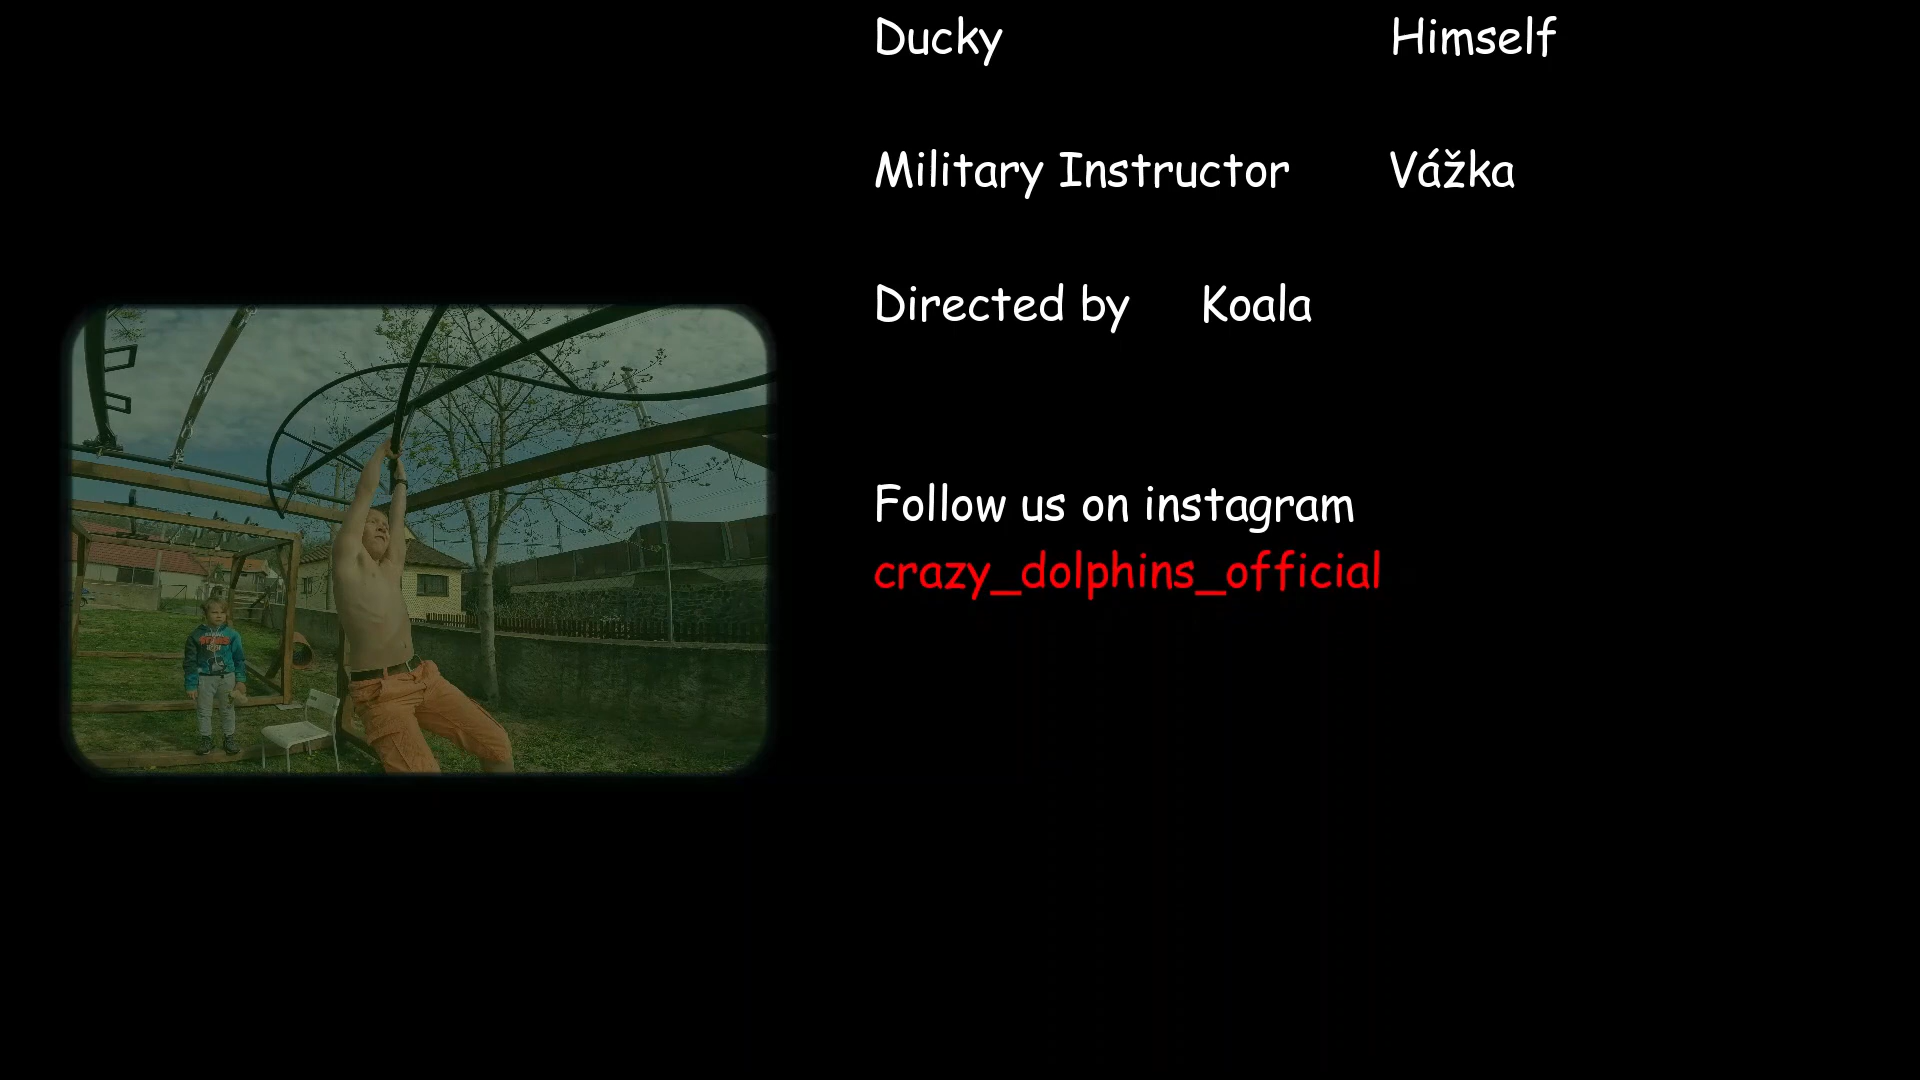 Ducky Himself
Military Instructor Vážka
Directed by Koala
Follow us on instagram
crazy_dolphins_official